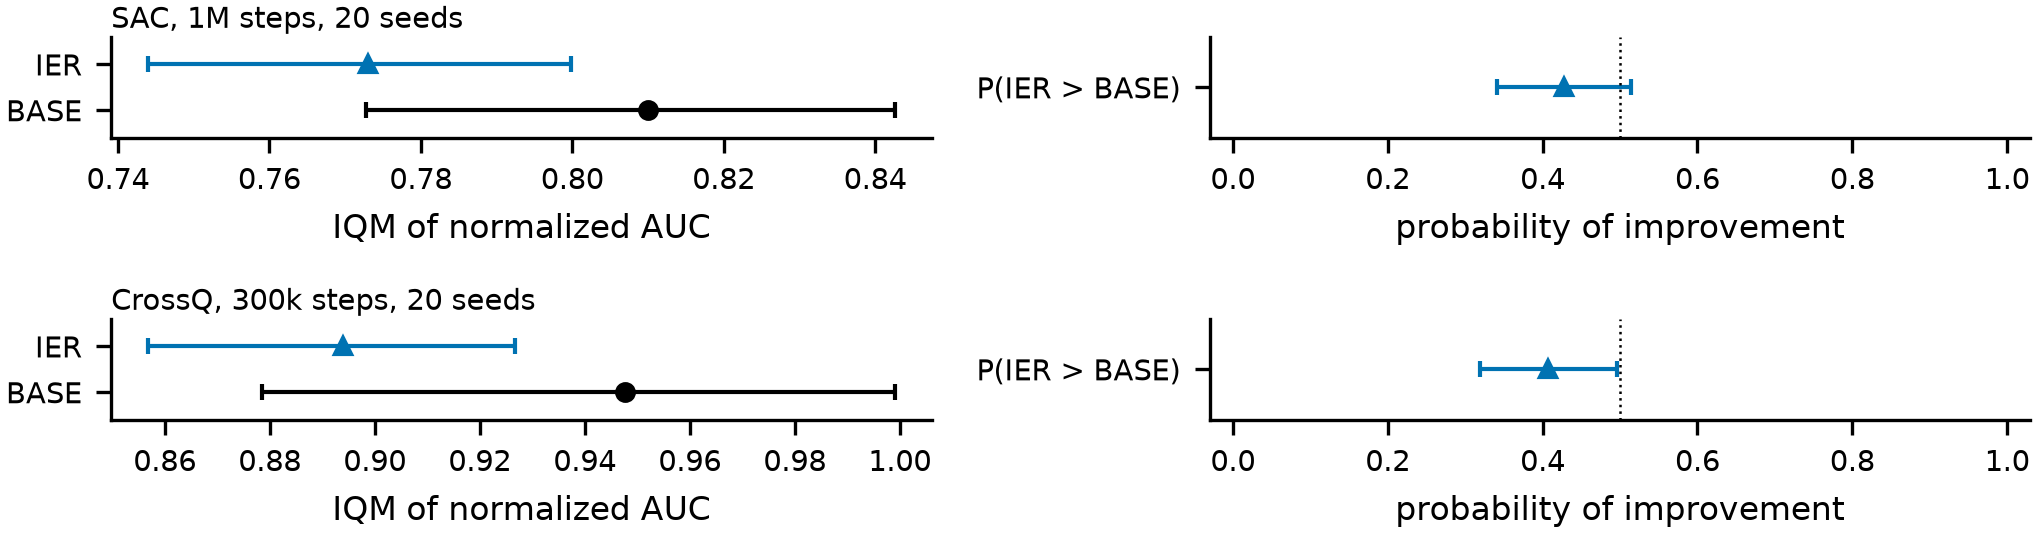 SAC, 1M steps, 20 seeds
IER
BASE
0.74 0.76 0.78 0.80 0.82 0.84
IQM of normalized AUC
P(IER > BASE)
0.0 0.2 0.4 0.6 0.8 1.0
probability of improvement
CrossQ, 300k steps, 20 seeds
IER
BASE
0.86 0.88 0.90 0.92 0.94 0.96 0.98 1.00
IQM of normalized AUC
P(IER > BASE)
0.0 0.2 0.4 0.6 0.8 1.0
probability of improvement